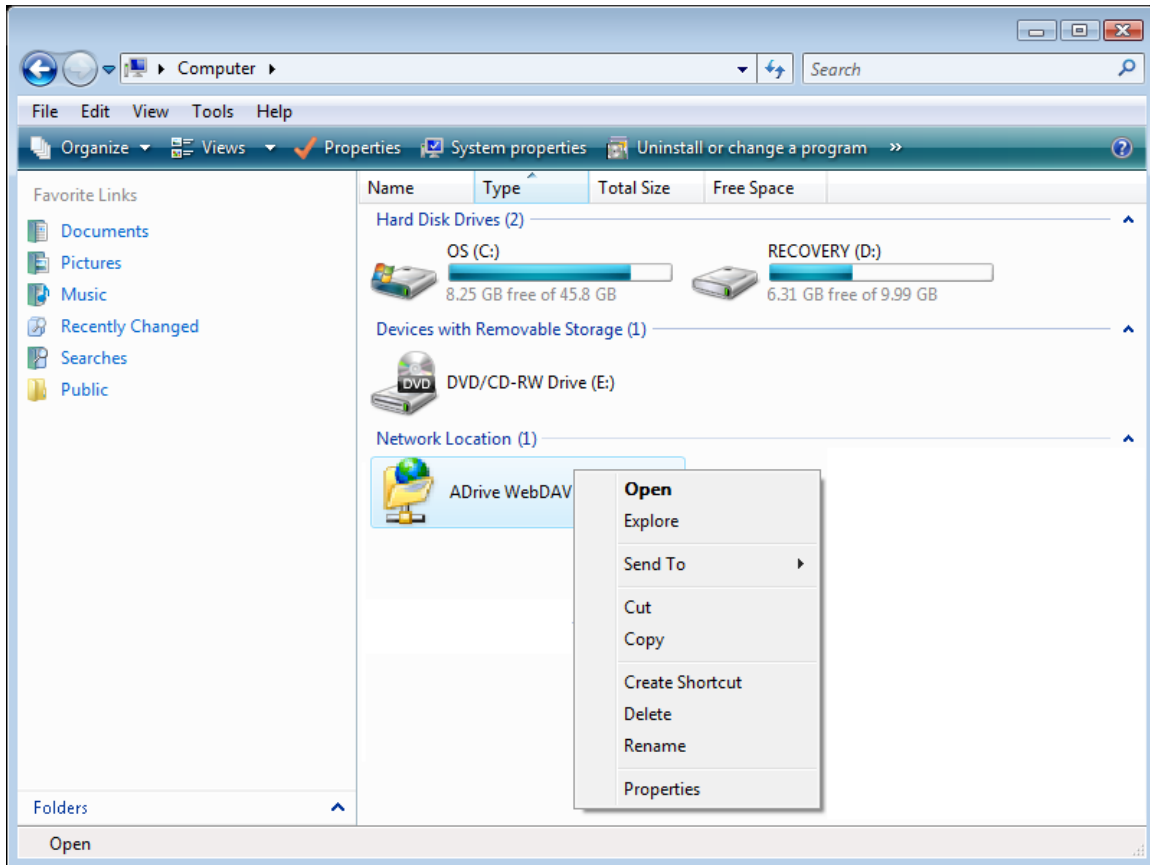 Computer
Search
File Edit View Tools Help
Organize Views Properties System properties Uninstall or change a program »
Favorite Links
Documents
Pictures
Music
Recently Changed
Searches
Public
Folders
Name Type Total Size Free Space
Hard Disk Drives (2)
OS (C:)
8.25 GB free of 45.8 GB
RECOVERY (D:)
6.31 GB free of 9.99 GB
Devices with Removable Storage (1)
DVD
DVD/CD-RW Drive (E:)
Network Location (1)
ADrive WebDAV
Open
Explore
Send To
Cut
Copy
Create Shortcut
Delete
Rename
Properties
Open